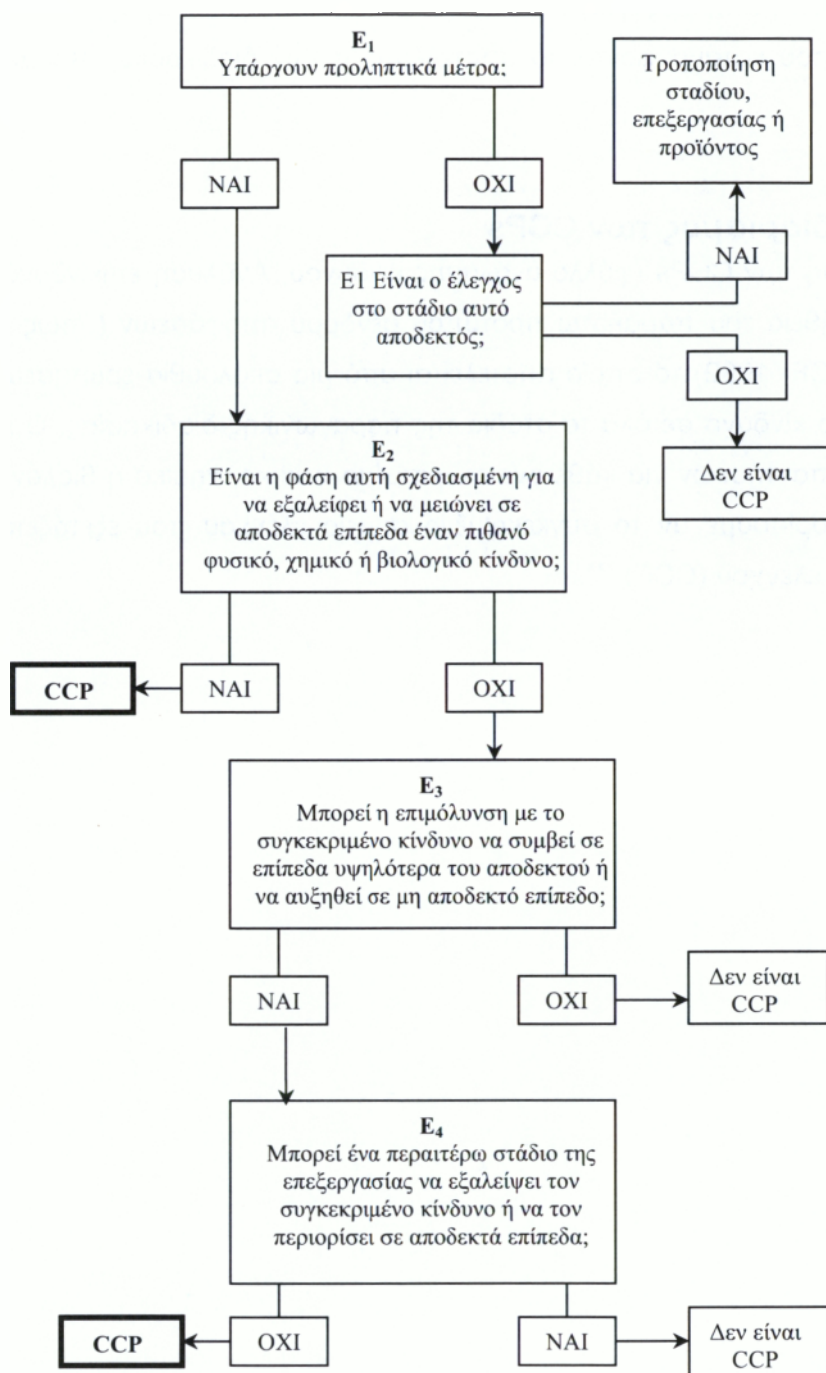 E1
Υπάρχουν προληπτικά μέτρα;
Τροποποίηση
σταδίου,
επεξεργασίας ή
προϊόντος
ΝΑΙ
ΟΧΙ
ΝΑΙ
E1 Είναι ο έλεγχος
στο στάδιο αυτό
αποδεκτός;
ΟΧΙ
Δεν είναι
CCP
E2
Είναι η φάση αυτή σχεδιασμένη για
να εξαλείφει ή να μειώνει σε
αποδεκτά επίπεδα έναν πιθανό
φυσικό, χημικό ή βιολογικό κίνδυνο;
CCP
ΝΑΙ
ΟΧΙ
E3
Μπορεί η επιμόλυνση με το
συγκεκριμένο κίνδυνο να συμβεί σε
επίπεδα υψηλότερα του αποδεκτού ή
να αυξηθεί σε μη αποδεκτό επίπεδο;
ΝΑΙ
ΟΧΙ
Δεν είναι
CCP
E4
Μπορεί ένα περαιτέρω στάδιο της
επεξεργασίας να εξαλείψει τον
συγκεκριμένο κίνδυνο ή να τον
περιορίσει σε αποδεκτά επίπεδα;
CCP
ΟΧΙ
ΝΑΙ
Δεν είναι
CCP